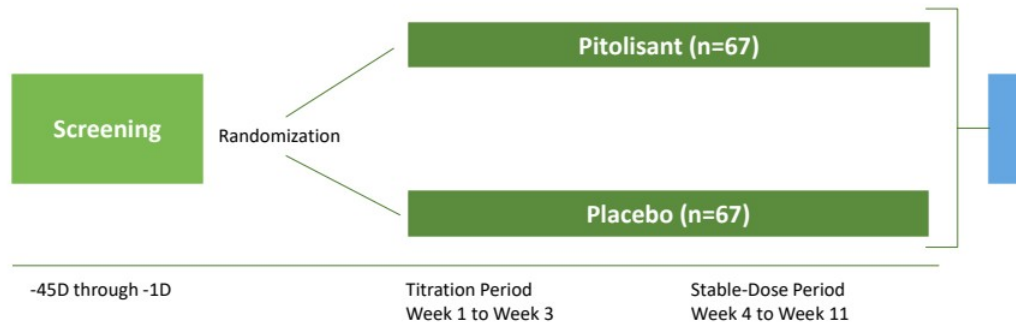 Pitolisant (n=67)
Screening
Randomization
Placebo (n=67)
-45D through -1D
Titration Period
Week 1 to Week 3
Stable-Dose Period
Week 4 to Week 11